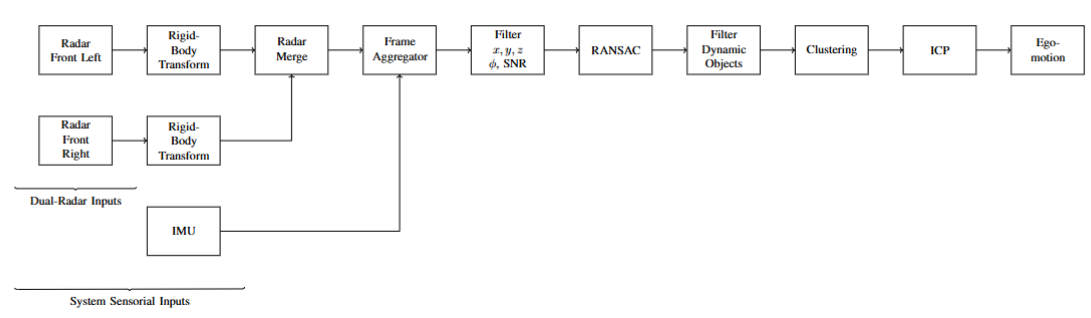 Radar
Front Left
Rigid-
Body
Transform
Radar
Merge
Frame
Aggregator
Filter
x, y, z
ϕ, SNR
RANSAC
Filter
Dynamic
Objects
Clustering
ICP
Ego-
motion
Radar
Front
Right
Rigid-
Body
Transform
Dual-Radar Inputs
IMU
System Sensorial Inputs